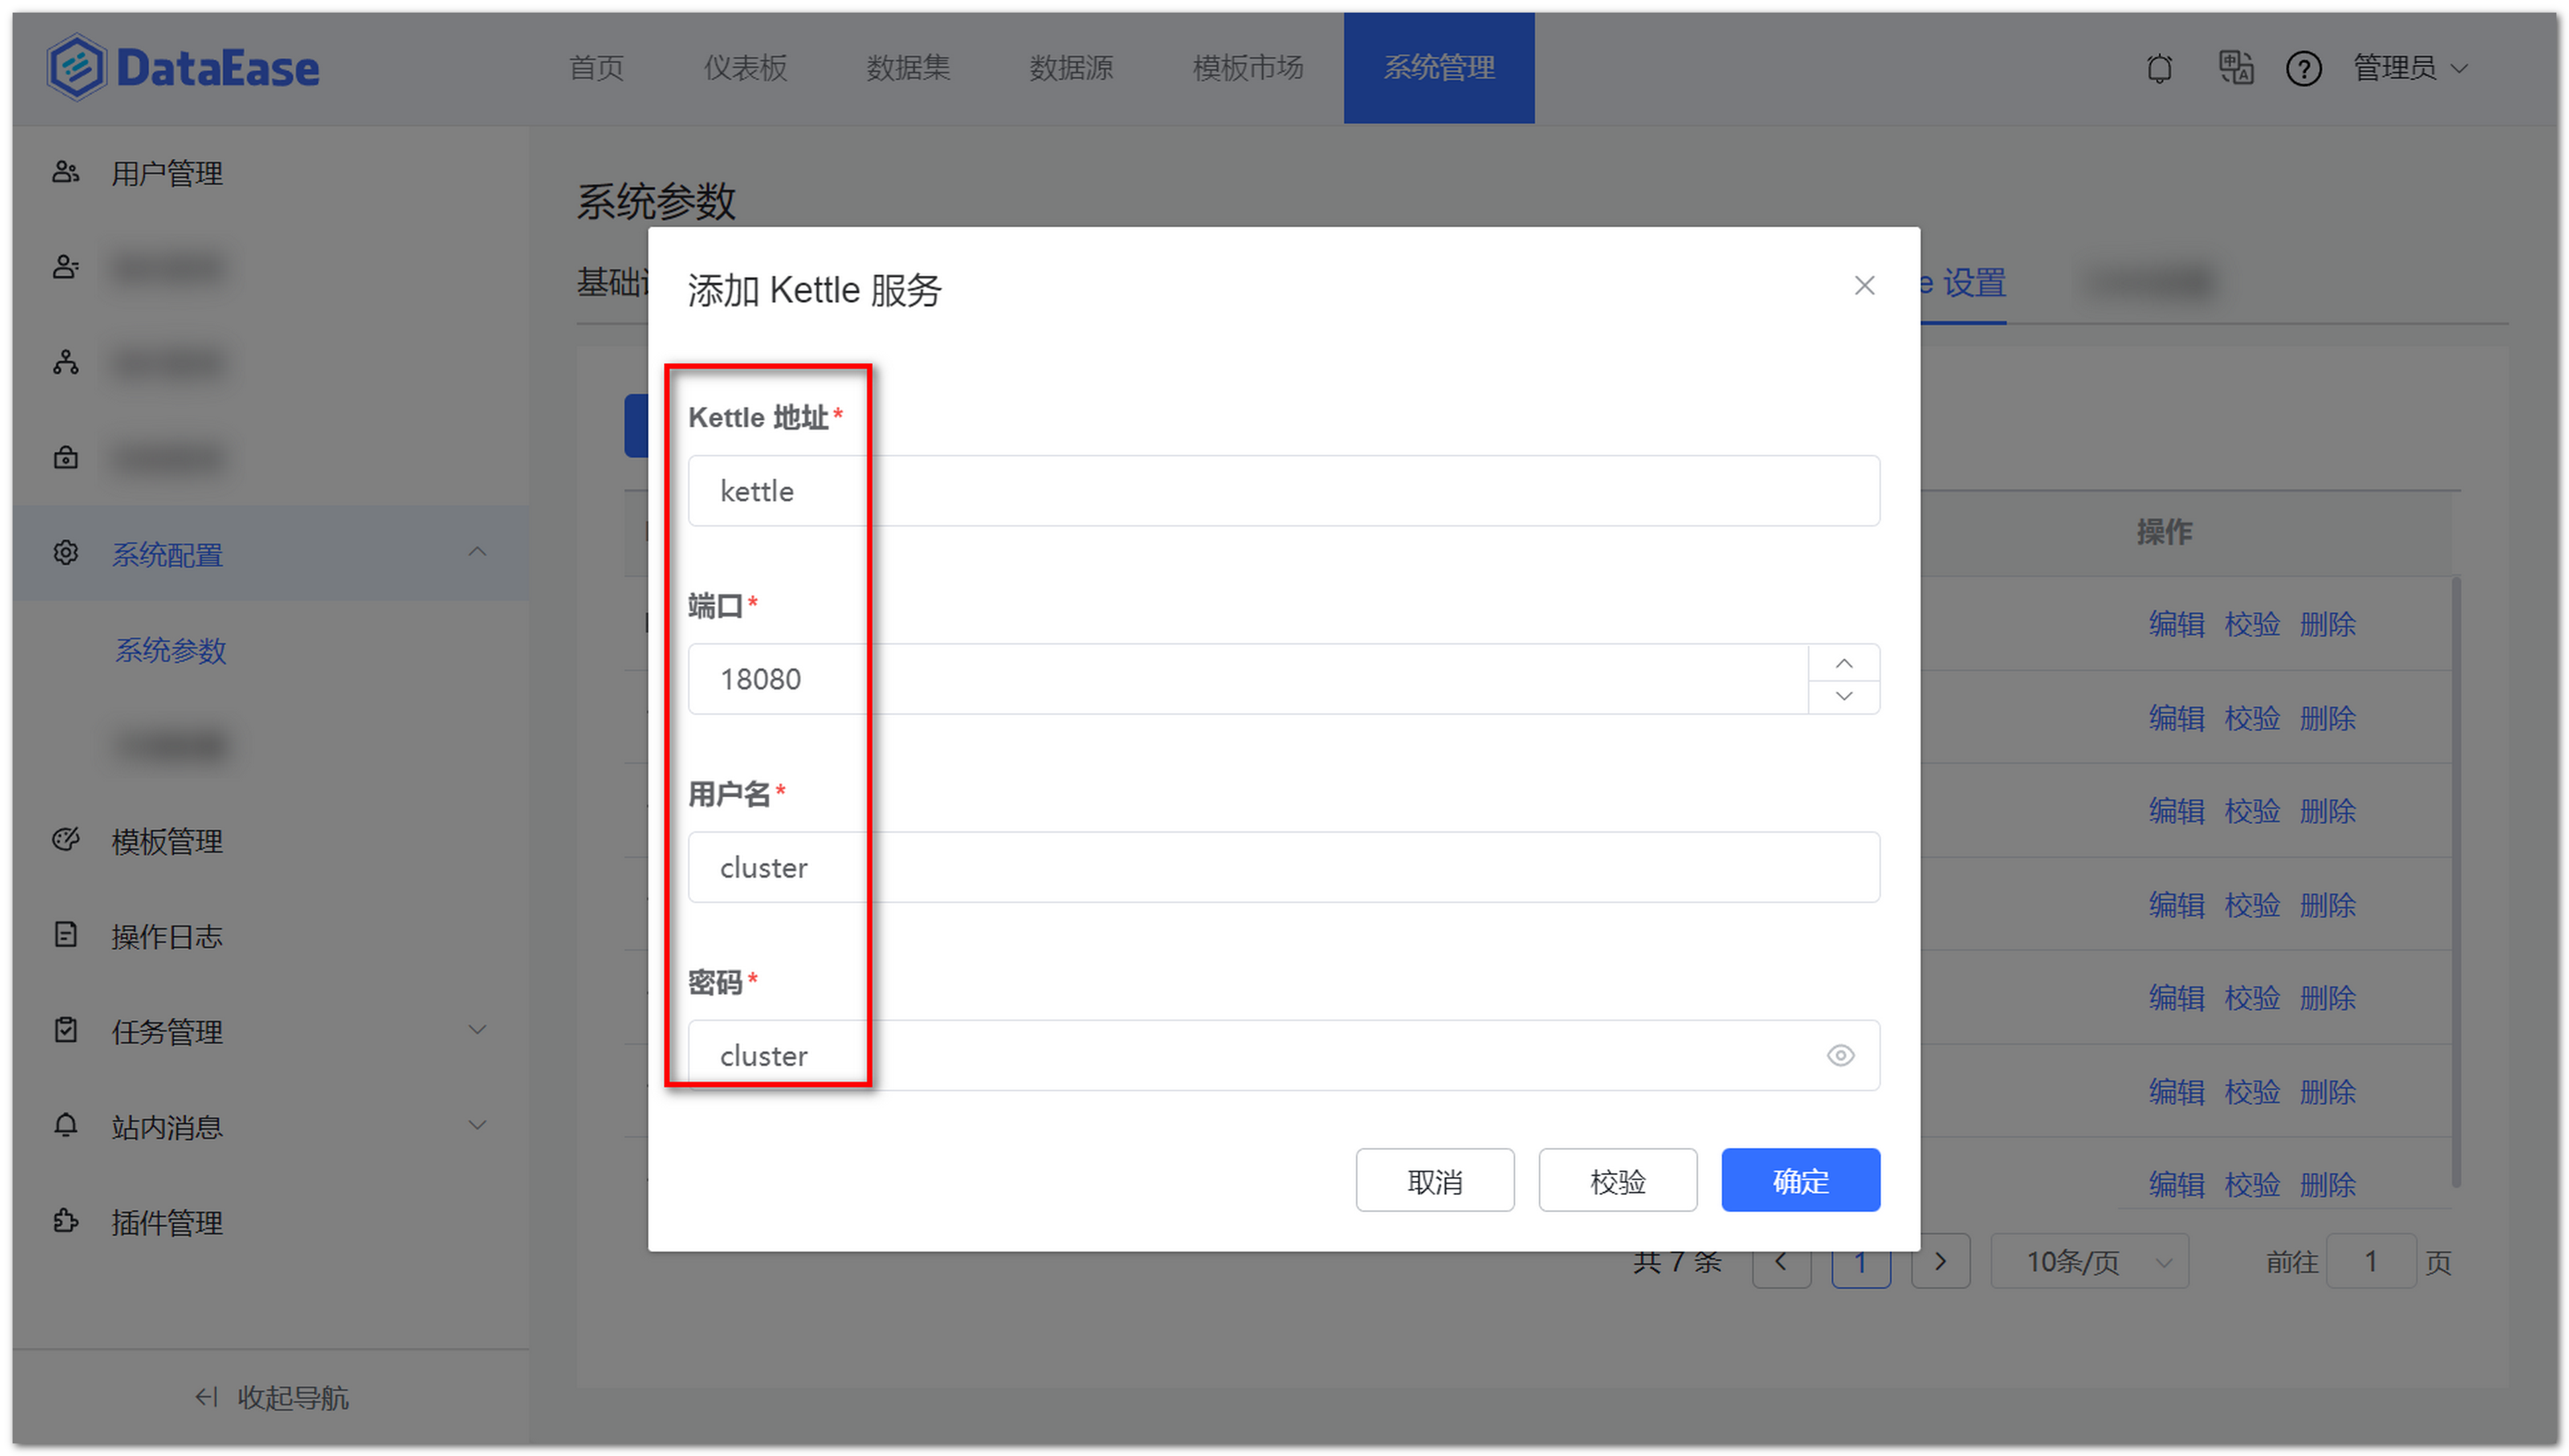 DataEase
首页 仪表板 数据集 数据源 模板市场 系统管理 管理员
用户管理
系统配置
系统参数
模板管理
操作日志
任务管理
站内消息
插件管理
收起导航
系统参数
基础
e 设置
操作
编辑 校验 删除
编辑 校验 删除
编辑 校验 删除
编辑 校验 删除
编辑 校验 删除
编辑 校验 删除
编辑 校验 删除
共 7 条 1 10条/页 前往 1 页
添加 Kettle 服务
Kettle 地址*
kettle
端口*
18080
用户名*
cluster
密码*
cluster
取消 校验 确定